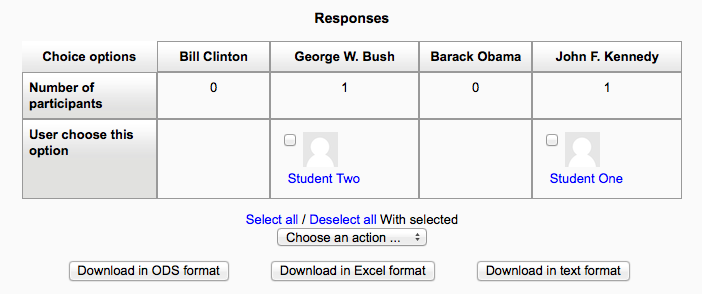 Responses
Choice options Bill Clinton George W. Bush Barack Obama John F. Kennedy
Number of participants 0 1 0 1
User choose this option
Student Two Student One
Select all / Deselect all With selected
Choose an action ...
Download in ODS format Download in Excel format Download in text format